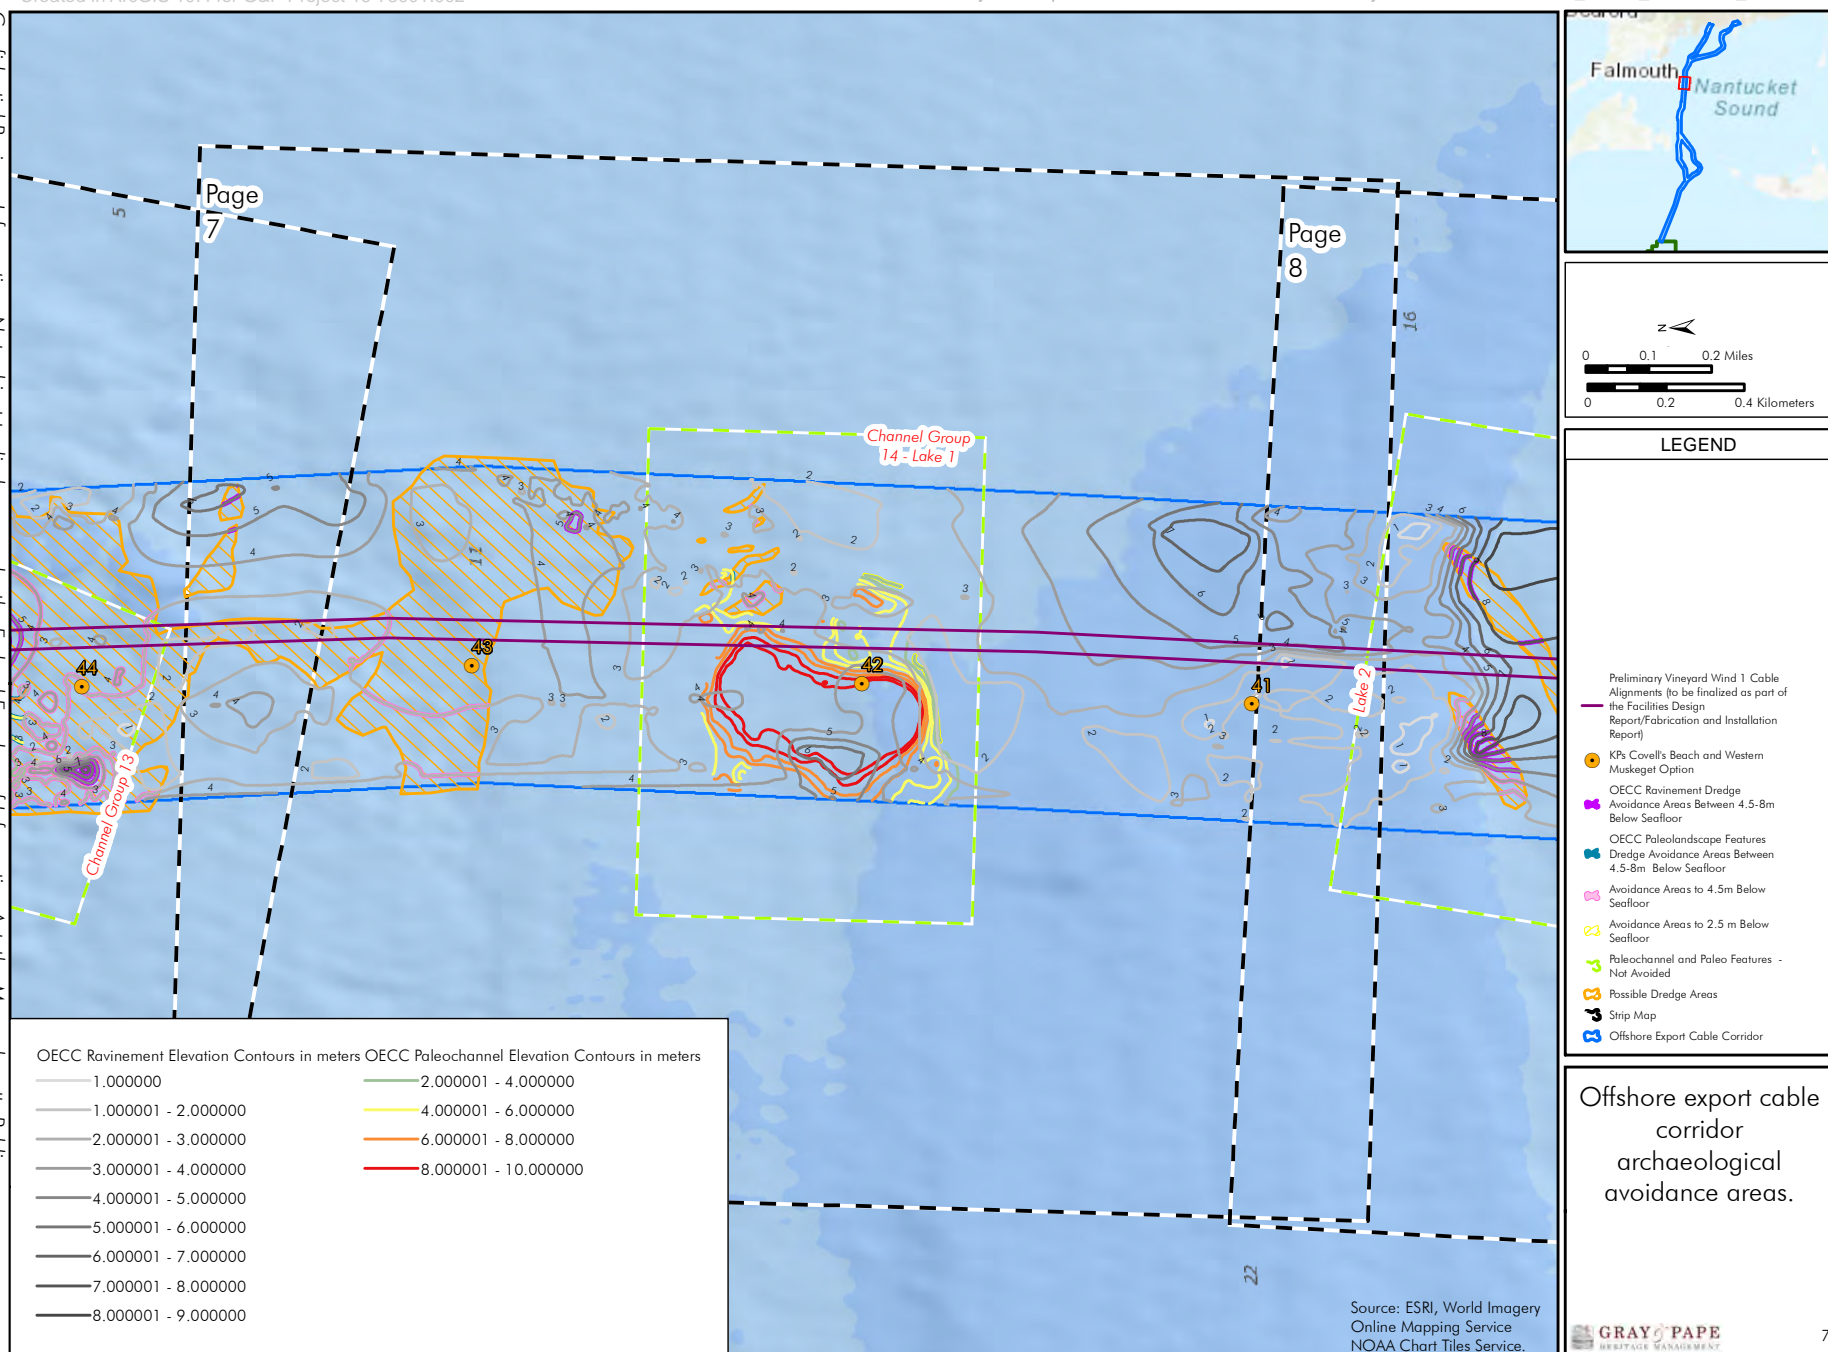 Page
7
Page
8
5
16
17
22
Channel Group
14 - Lake 1
Channel Group 13
Lake 2
44
43
42
41
Falmouth
Nantucket
Sound
N
0 0.1 0.2 Miles
0 0.2 0.4 Kilometers
LEGEND
Preliminary Vineyard Wind 1 Cable
Alignments (to be finalized as part of
the Facilities Design
Report/Fabrication and Installation
Report)
KPs Covell's Beach and Western
Muskeget Option
OECC Ravinement Dredge
Avoidance Areas Between 4.5-8m
Below Seafloor
OECC Paleolandscape Features
Dredge Avoidance Areas Between
4.5-8m Below Seafloor
Avoidance Areas to 4.5m Below
Seafloor
Avoidance Areas to 2.5 m Below
Seafloor
Paleochannel and Paleo Features -
Not Avoided
Possible Dredge Areas
Strip Map
Offshore Export Cable Corridor
OECC Ravinement Elevation Contours in meters
1.000000
1.000001 - 2.000000
2.000001 - 3.000000
3.000001 - 4.000000
4.000001 - 5.000000
5.000001 - 6.000000
6.000001 - 7.000000
7.000001 - 8.000000
8.000001 - 9.000000
OECC Paleochannel Elevation Contours in meters
2.000001 - 4.000000
4.000001 - 6.000000
6.000001 - 8.000000
8.000001 - 10.000000
Source: ESRI, World Imagery
Online Mapping Service
NOAA Chart Tiles Service.
Offshore export cable
corridor
archaeological
avoidance areas.
GRAY & PAPE
HERITAGE MANAGEMENT
7